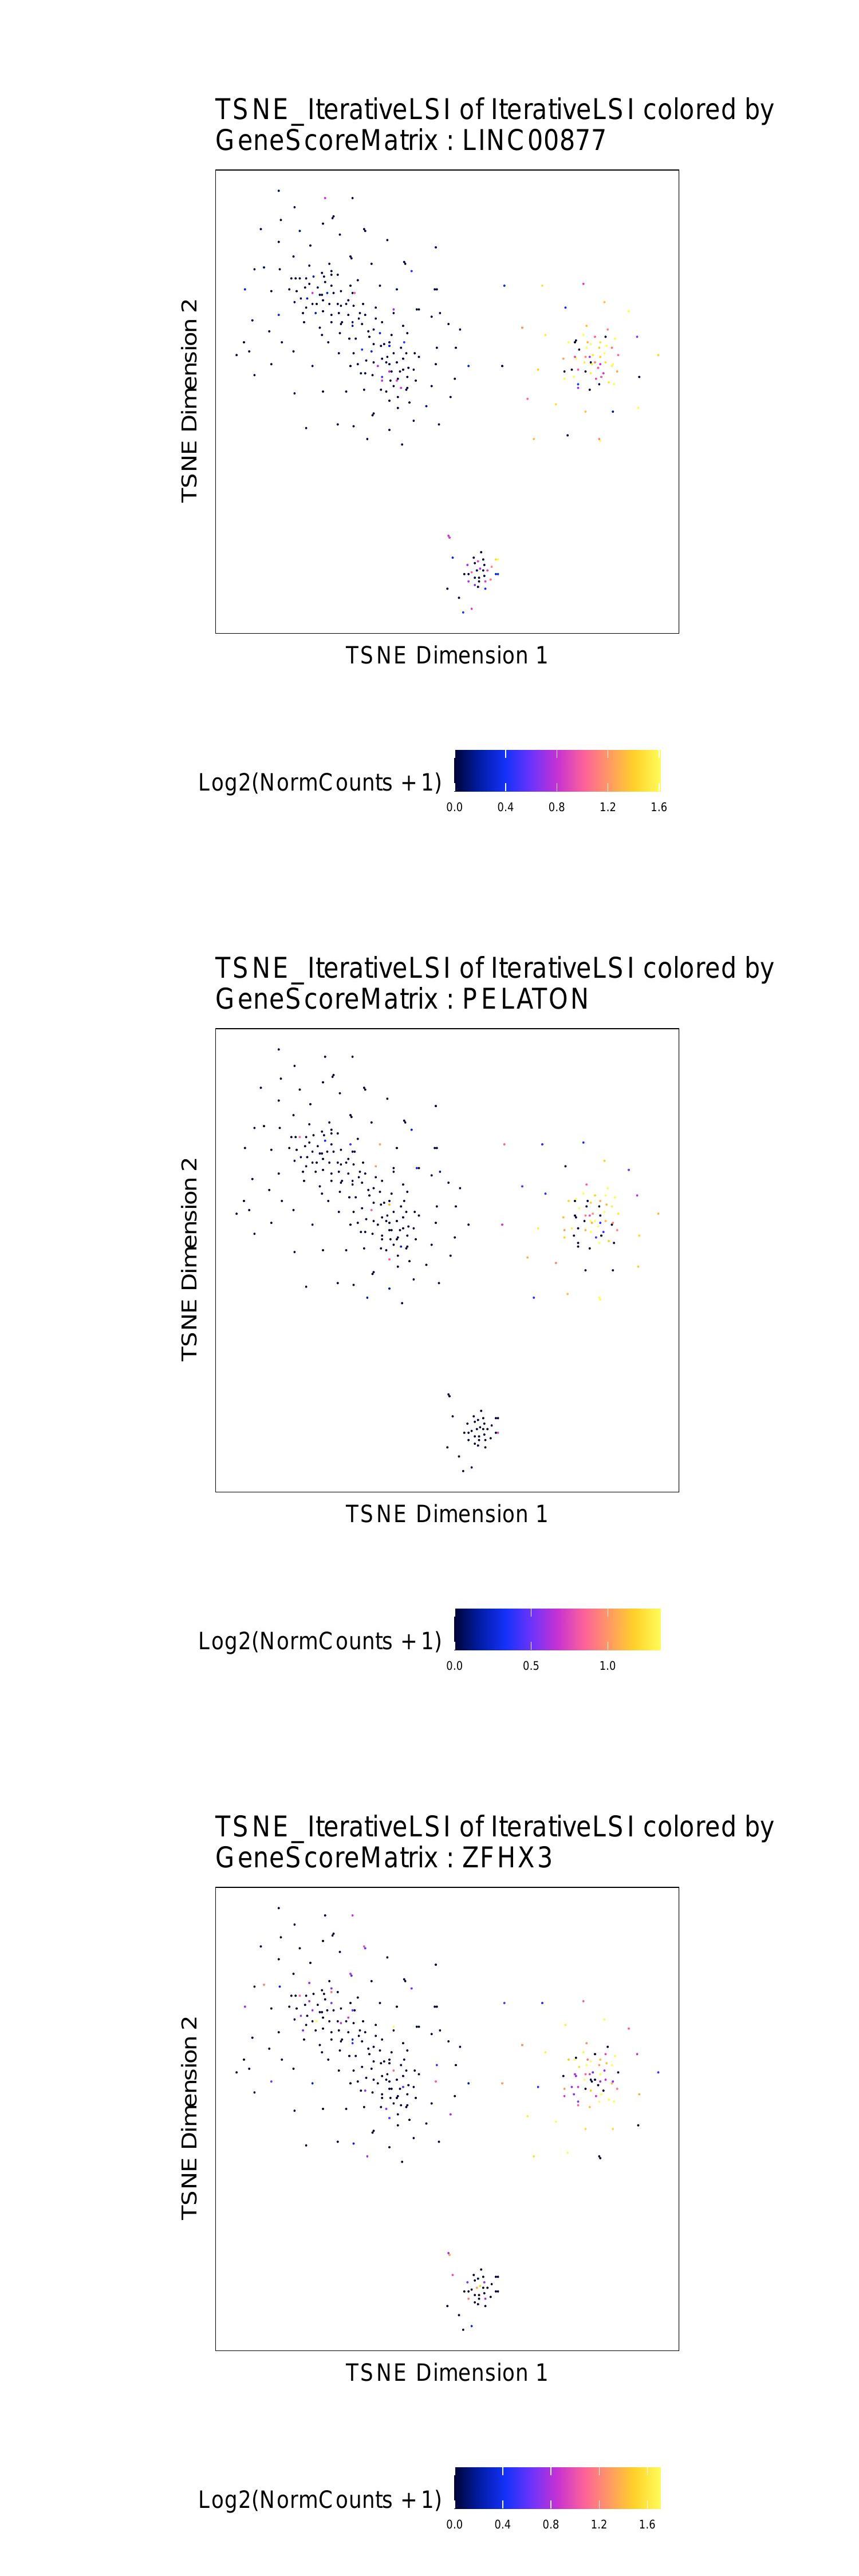 TSNE_IterativeLSI of IterativeLSI colored by
GeneScoreMatrix : LINC00877
TSNE Dimension 2
TSNE Dimension 1
Log2(NormCounts +1)
0.0 0.4 0.8 1.2 1.6
TSNE_IterativeLSI of IterativeLSI colored by
GeneScoreMatrix : PELATON
TSNE Dimension 2
TSNE Dimension 1
Log2(NormCounts +1)
0.0 0.5 1.0
TSNE_IterativeLSI of IterativeLSI colored by
GeneScoreMatrix : ZFHX3
TSNE Dimension 2
TSNE Dimension 1
Log2(NormCounts +1)
0.0 0.4 0.8 1.2 1.6